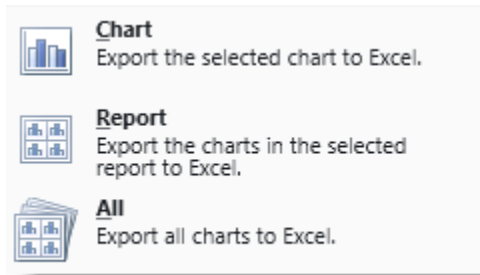 Chart
Export the selected chart to Excel.
Report
Export the charts in the selected
report to Excel.
All
Export all charts to Excel.